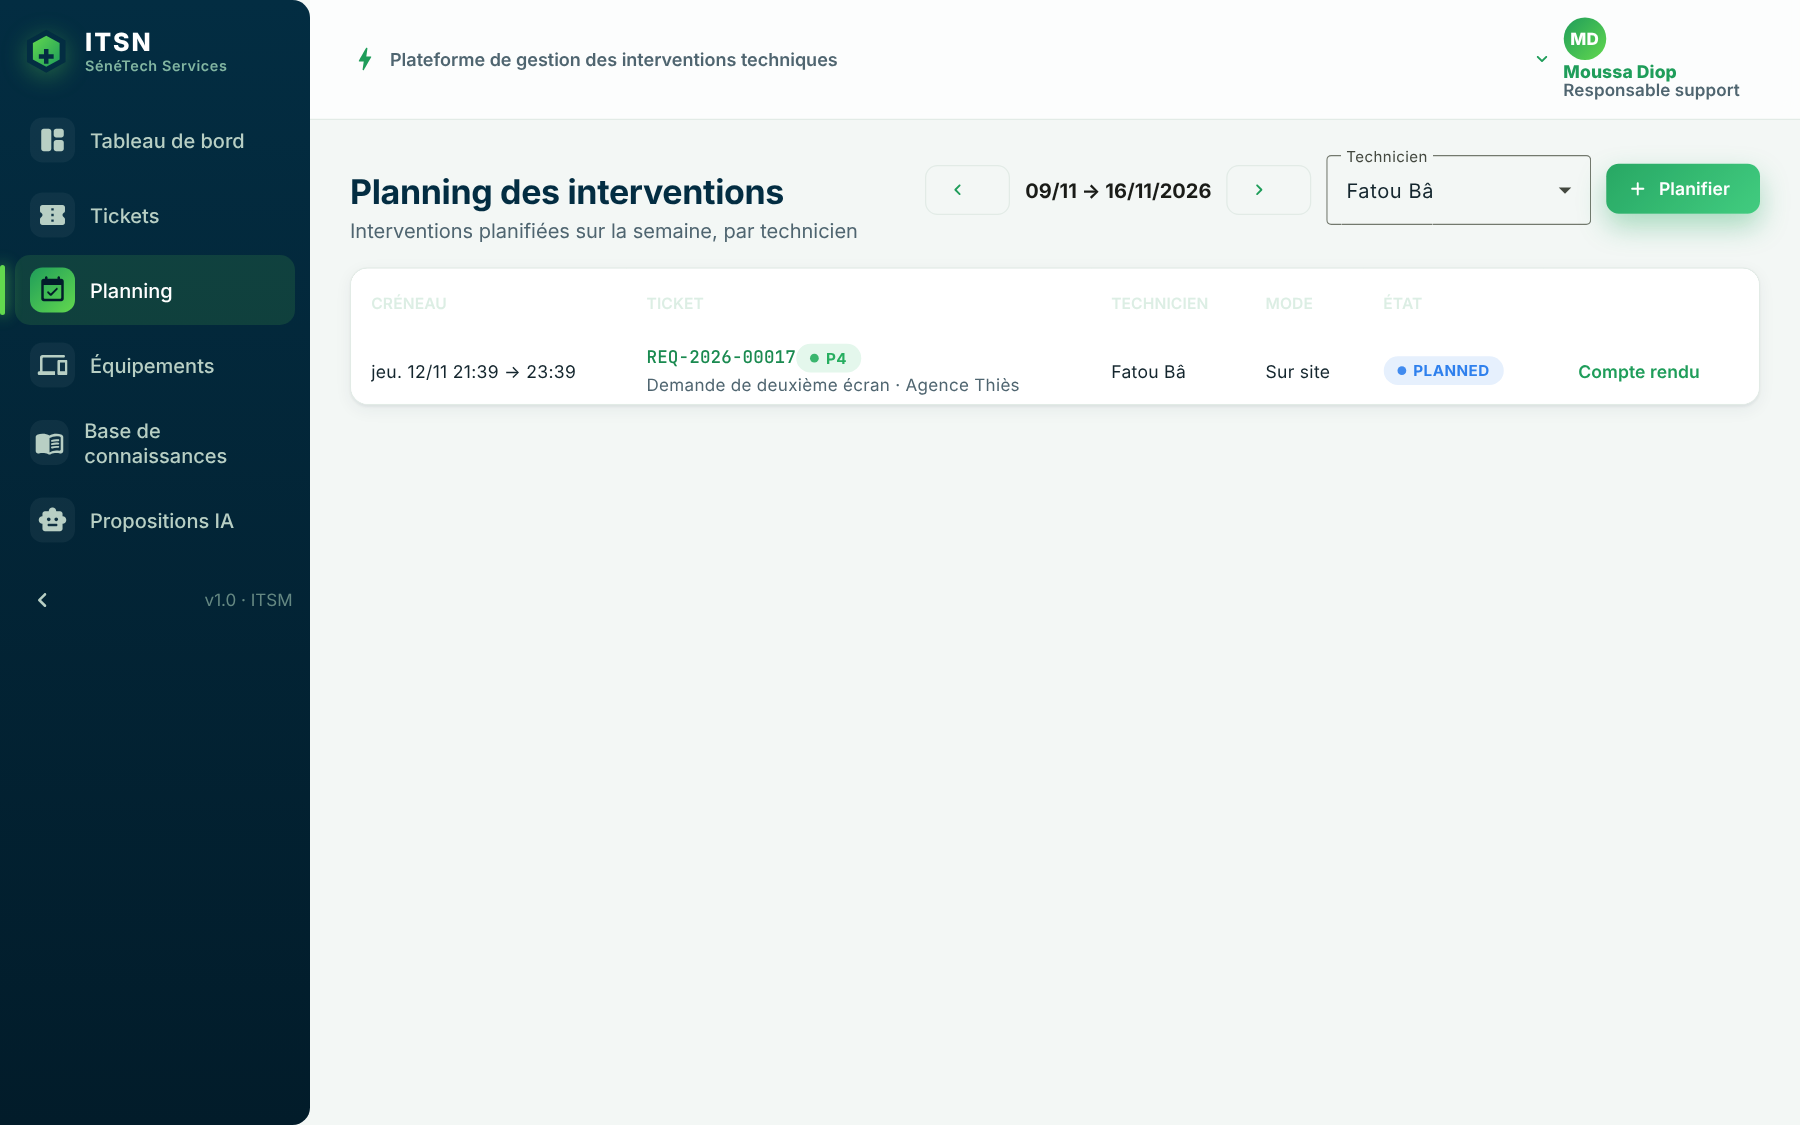 ITSN
SénéTech Services
Tableau de bord
Tickets
Planning
Équipements
Base de
connaissances
Propositions IA
v1.0 · ITSM
Plateforme de gestion des interventions techniques
MD
Moussa Diop
Responsable support
Planning des interventions
Interventions planifiées sur la semaine, par technicien
09/11 → 16/11/2026
Technicien
Fatou Bâ
+ Planifier
CRÉNEAU TICKET TECHNICIEN MODE ÉTAT
jeu. 12/11 21:39 → 23:39
REQ-2026-00017 P4
Demande de deuxième écran · Agence Thiès
Fatou Bâ
Sur site
PLANNED
Compte rendu